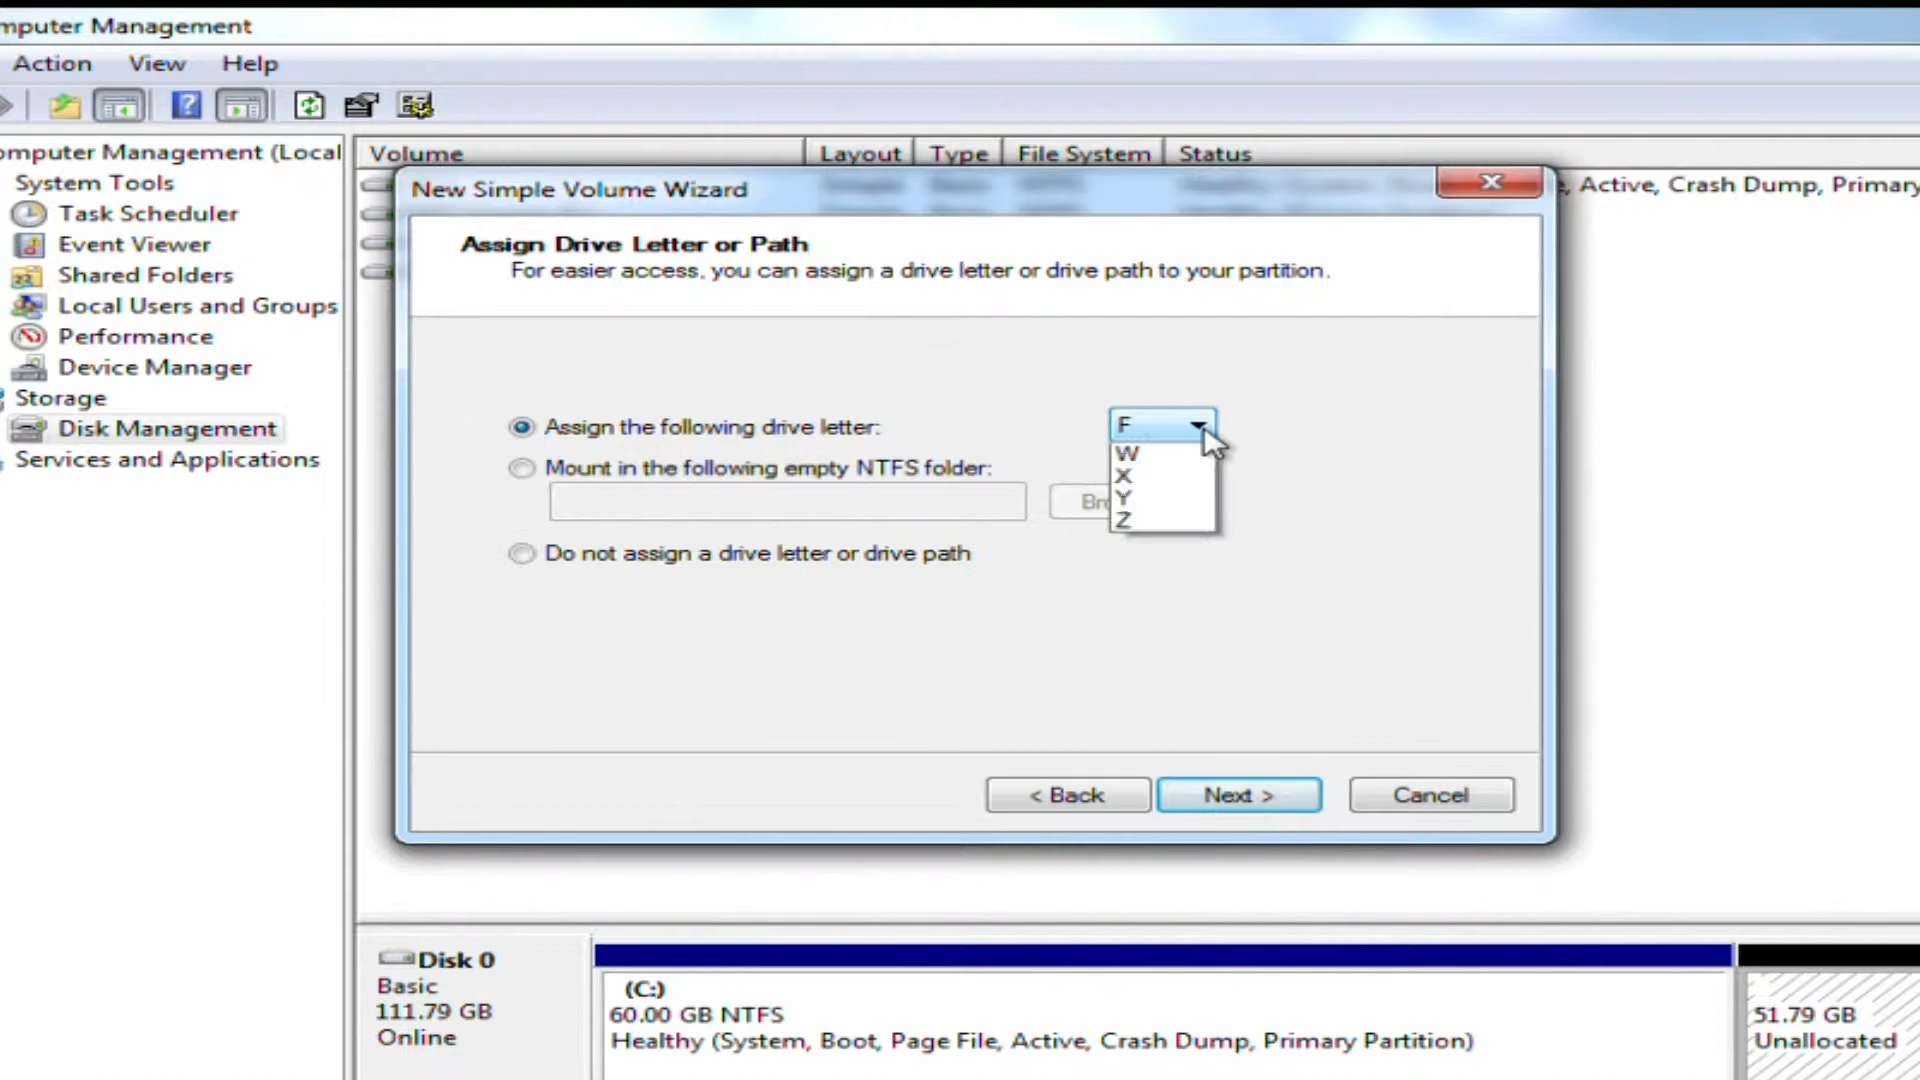 mputer Management
Action View Help
omputer Management (Local
System Tools
Task Scheduler
Event Viewer
Shared Folders
Local Users and Groups
Performance
Device Manager
Storage
Disk Management
Services and Applications
Volume Layout Type File System Status
, Active, Crash Dump, Primary
New Simple Volume Wizard
Assign Drive Letter or Path
For easier access, you can assign a drive letter or drive path to your partition.
Assign the following drive letter: F
W
X
Y
Z
Mount in the following empty NTFS folder:
Br
Do not assign a drive letter or drive path
< Back Next > Cancel
Disk 0
Basic
111.79 GB
Online
(C:)
60.00 GB NTFS
Healthy (System, Boot, Page File, Active, Crash Dump, Primary Partition)
51.79 GB
Unallocated